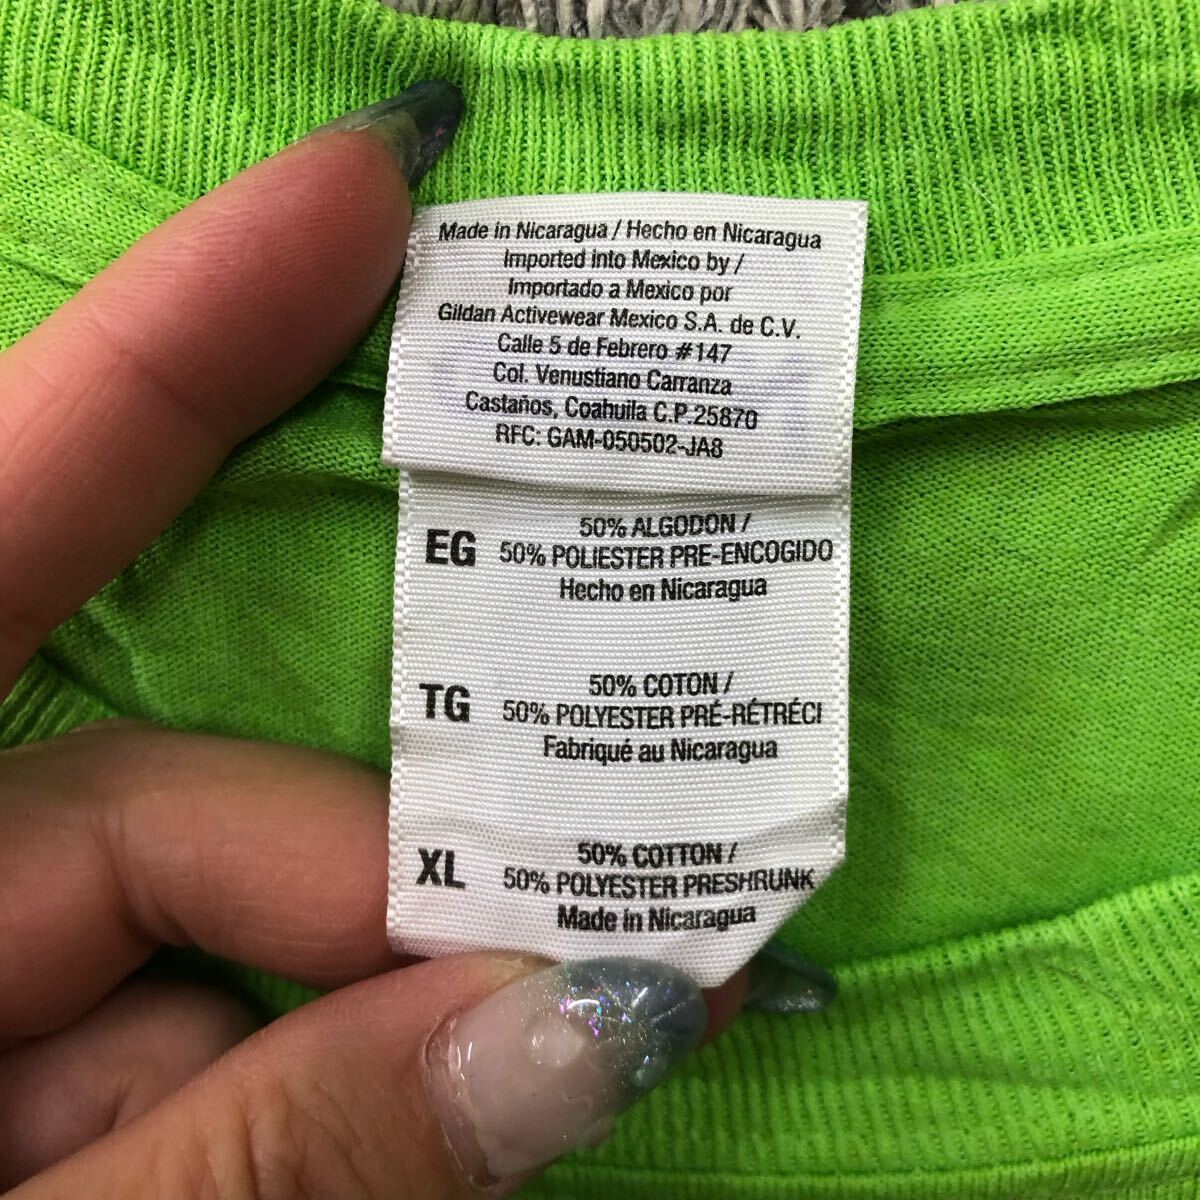 Made in Nicaragua / Hecho en Nicaragua
Imported into Mexico by /
Importado a Mexico por
Gildan Activewear Mexico S.A. de C.V.
Calle 5 de Febrero #147
Col. Venustiano Carranza
Castaños, Coahuila C.P.25870
RFC: GAM-050502-JA8
EG
50% ALGODON /
50% POLIESTER PRE-ENCOGIDO
Hecho en Nicaragua
TG
50% COTON /
50% POLYESTER PRÉ-RÉTRÉCI
Fabriqué au Nicaragua
XL
50% COTTON /
50% POLYESTER PRESHRUNK
Made in Nicaragua